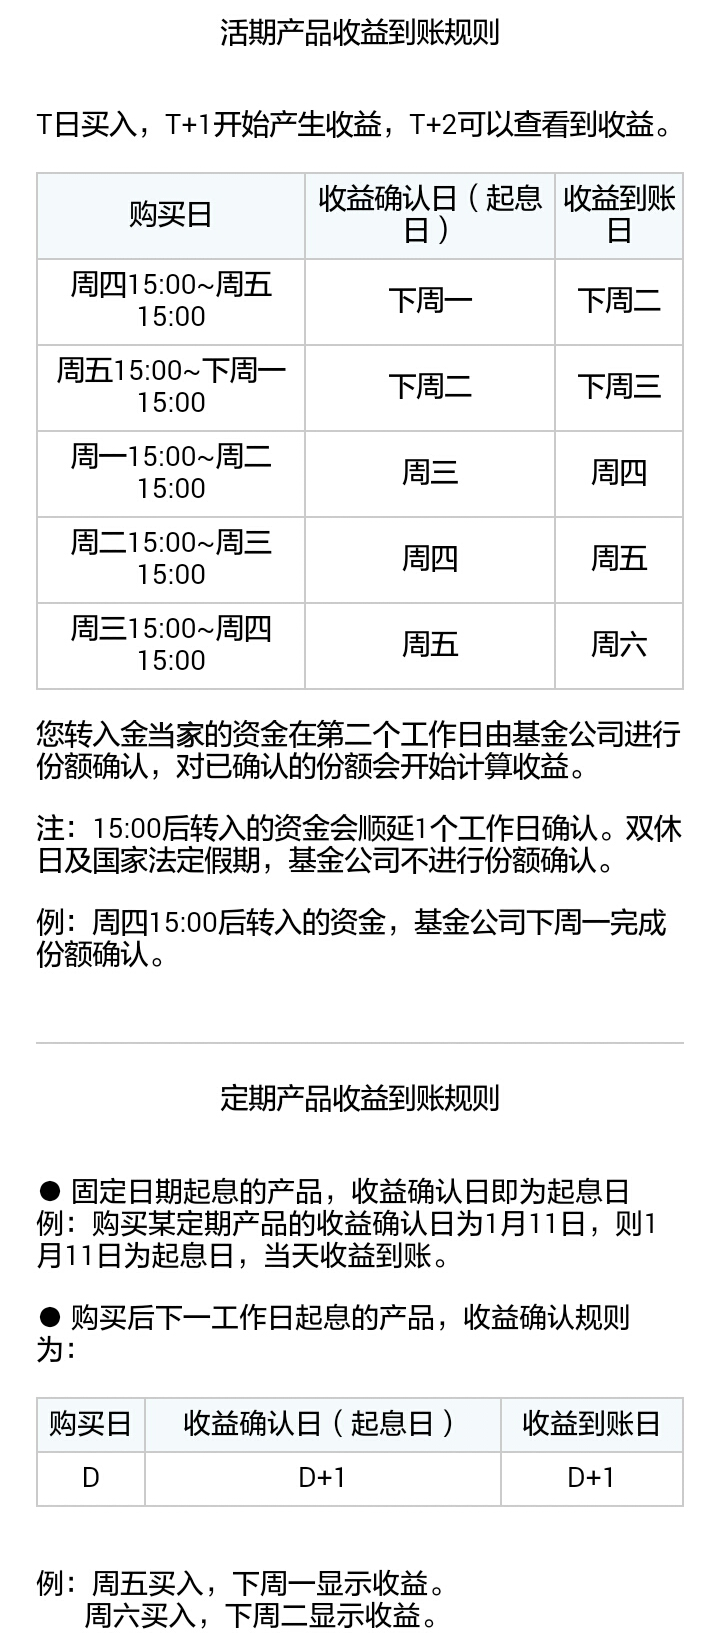 活期产品收益到账规则
T日买入，T+1开始产生收益，T+2可以查看到收益。
购买日
收益确认日（起息
日）
收益到账
日
周四15:00~周五
15:00
下周一
下周二
周五15:00~下周一
15:00
下周二
下周三
周一15:00~周二
15:00
周三
周四
周二15:00~周三
15:00
周四
周五
周三15:00~周四
15:00
周五
周六
您转入金当家的资金在第二个工作日由基金公司进行
份额确认，对已确认的份额会开始计算收益。
注：15:00后转入的资金会顺延1个工作日确认。双休
日及国家法定假期，基金公司不进行份额确认。
例：周四15:00后转入的资金，基金公司下周一完成
份额确认。
定期产品收益到账规则
● 固定日期起息的产品，收益确认日即为起息日
例：购买某定期产品的收益确认日为1月11日，则1
月11日为起息日，当天收益到账。
● 购买后下一工作日起息的产品，收益确认规则
为：
购买日
收益确认日（起息日）
收益到账日
D
D+1
D+1
例：周五买入，下周一显示收益。
周六买入，下周二显示收益。